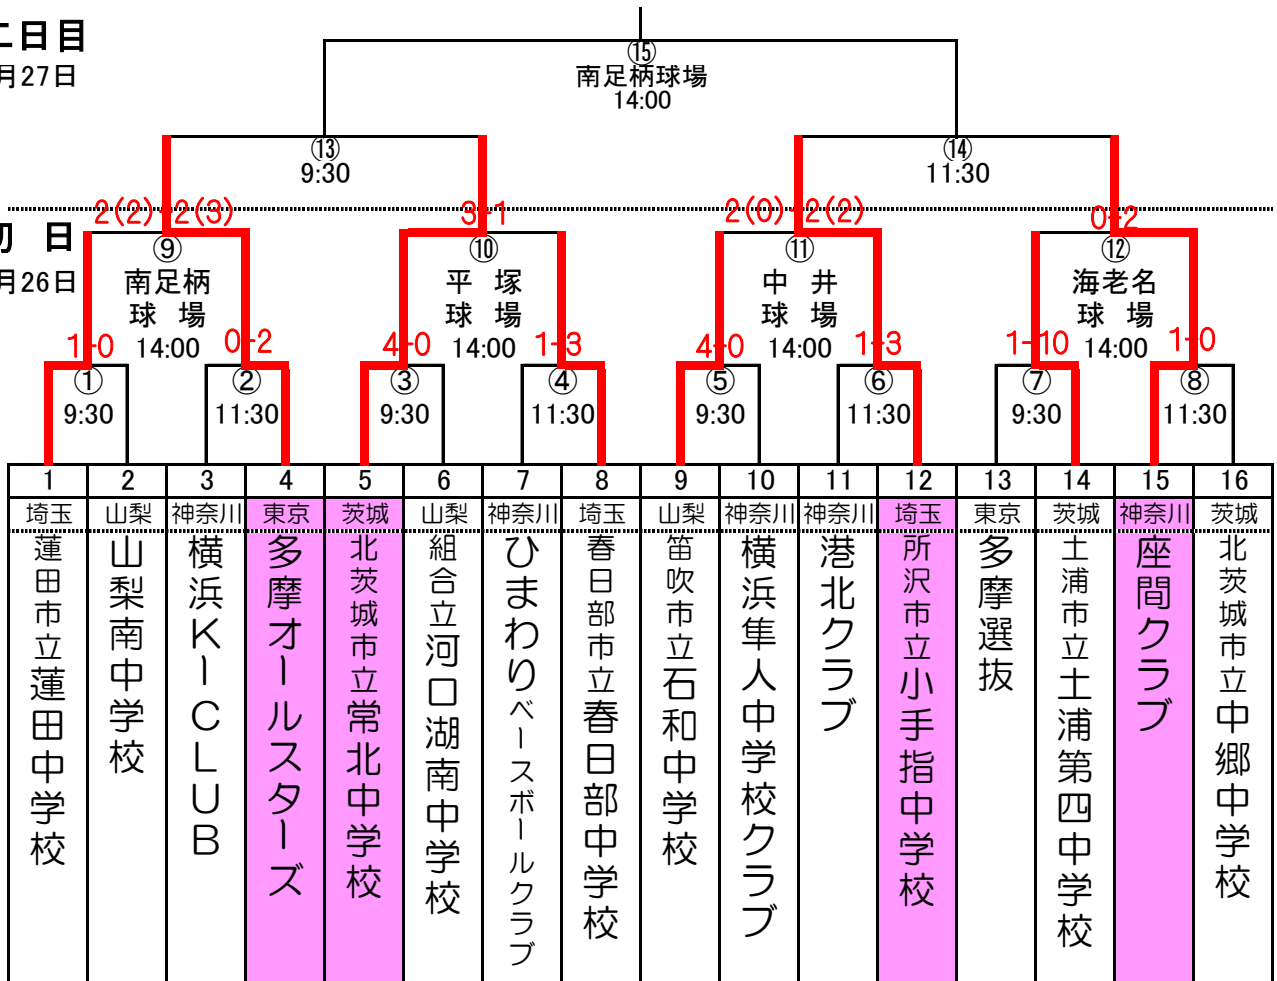 二日目
月27日
⑮
南足柄球場
14:00
⑬
9:30
⑭
11:30
2(2)-2(3)
3-1
2(0)-2(2)
0-2
初 日
月26日
⑨
南足柄
球 場
14:00
⑩
平 塚
球 場
14:00
⑪
中 井
球 場
14:00
⑫
海老名
球 場
14:00
1-0
0-2
4-0
1-3
4-0
1-3
1-10
1-0
① ② ③ ④ ⑤ ⑥ ⑦ ⑧
9:30 11:30 9:30 11:30 9:30 11:30 9:30 11:30
1 2 3 4 5 6 7 8 9 10 11 12 13 14 15 16
埼玉 山梨 神奈川 東京 茨城 山梨 神奈川 埼玉 山梨 神奈川 神奈川 埼玉 東京 茨城 神奈川 茨城
蓮田市立蓮田中学校
山梨南中学校
横浜KーCLUB
多摩オールスターズ
北茨城市立常北中学校
組合立河口湖南中学校
ひまわりベースボールクラブ
春日部市立春日部中学校
笛吹市立石和中学校
横浜隼人中学校クラブ
港北クラブ
所沢市立小手指中学校
多摩選抜
土浦市立土浦第四中学校
座間クラブ
北茨城市立中郷中学校